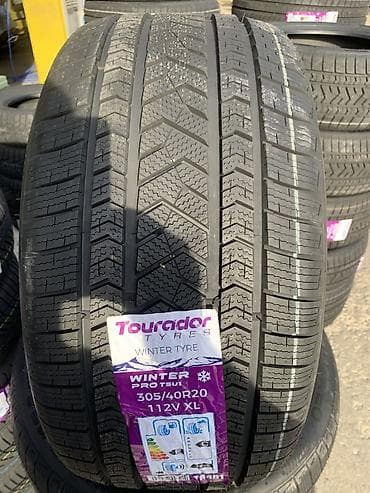 Tourador
TYRES
WINTER TYRE
WINTER
PRO TSU1
305/40R20
112V XL